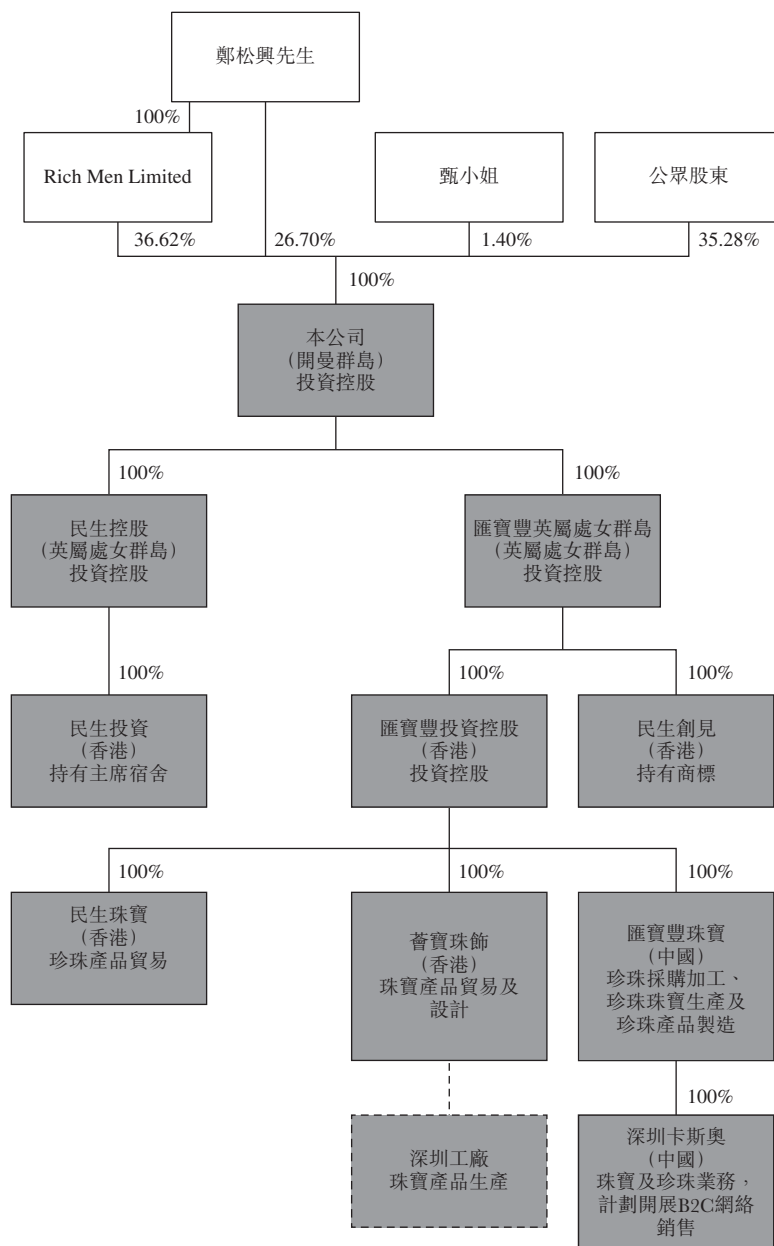 鄭松興先生
100%
Rich Men Limited
甄小姐
公眾股東
36.62%
26.70%
1.40%
35.28%
100%
本公司
（開曼群島）
投資控股
100%
100%
民生控股
（英屬處女群島）
投資控股
匯寶豐英屬處女群島
（英屬處女群島）
投資控股
100%
100%
100%
民生投資
（香港）
持有主席宿舍
匯寶豐投資控股
（香港）
投資控股
民生創見
（香港）
持有商標
100%
100%
100%
民生珠寶
（香港）
珍珠產品貿易
薈寶珠飾
（香港）
珠寶產品貿易及
設計
匯寶豐珠寶
（中國）
珍珠採購加工、
珍珠珠寶生產及
珍珠產品製造
100%
深圳工廠
珠寶產品生產
深圳卡斯奧
（中國）
珠寶及珍珠業務，
計劃開展B2C網絡
銷售